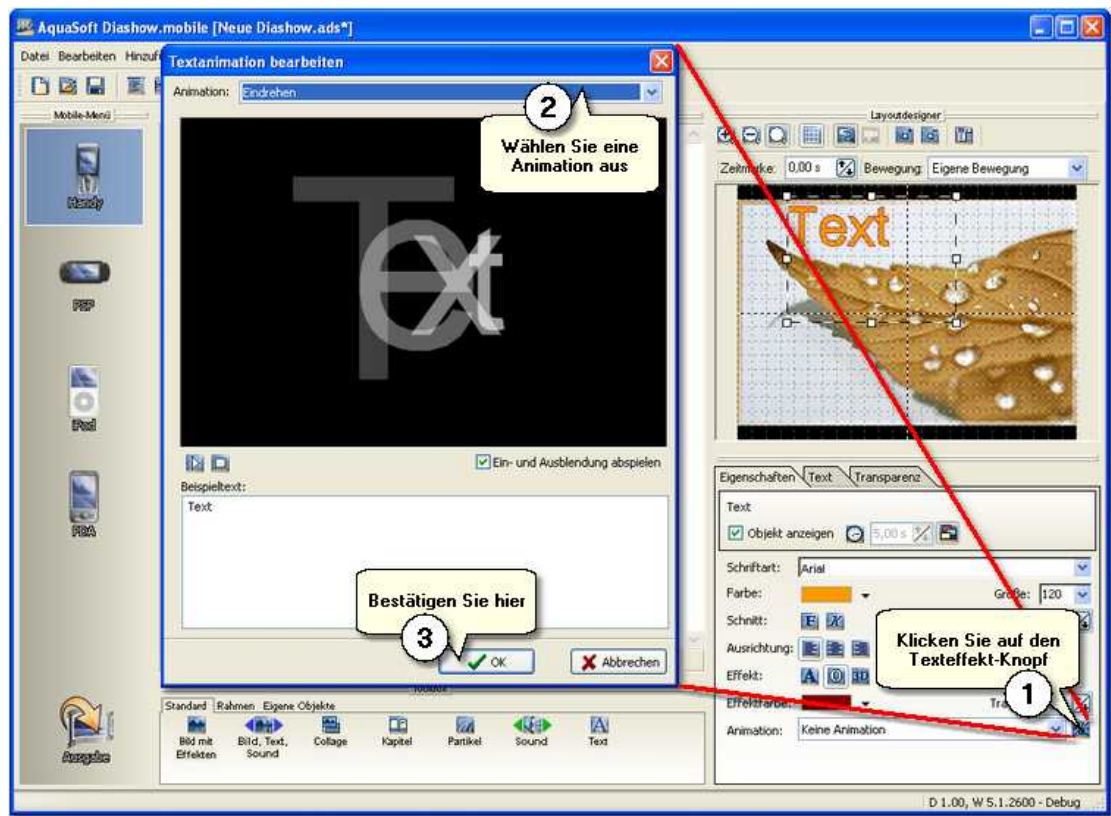 AquaSoft Diashow.mobile [Neue Diashow.ads*]
Datei Bearbeiten
Textanimation bearbeiten
Animation: Eindrehen
2
Wählen Sie eine
Animation aus
Mobile-Menü
Handy
PSP
iPod
PDA
Ausgabe
Text
Ein- und Ausblendung abspielen
Beispieltext:
Text
Bestätigen Sie hier
3
OK
Abbrechen
Layoutdesigner
Zeitmarke: 0,00 s Bewegung: Eigene Bewegung
Text
Eigenschaften Text Transparenz
Text
Objekt anzeigen 5,00 s
Schriftart: Arial
Farbe: Größe: 120
Schnitt: F K
Ausrichtung:
Effekt: A O 3D
Effektfarbe:
Animation: Keine Animation
Klicken Sie auf den
Texteffekt-Knopf
1
Standard Rahmen Eigene Objekte
Bild mit
Effekten
Bild, Text,
Sound
Collage
Kapitel
Partikel
Sound
Text
D 1.00, W 5.1.2600 - Debug